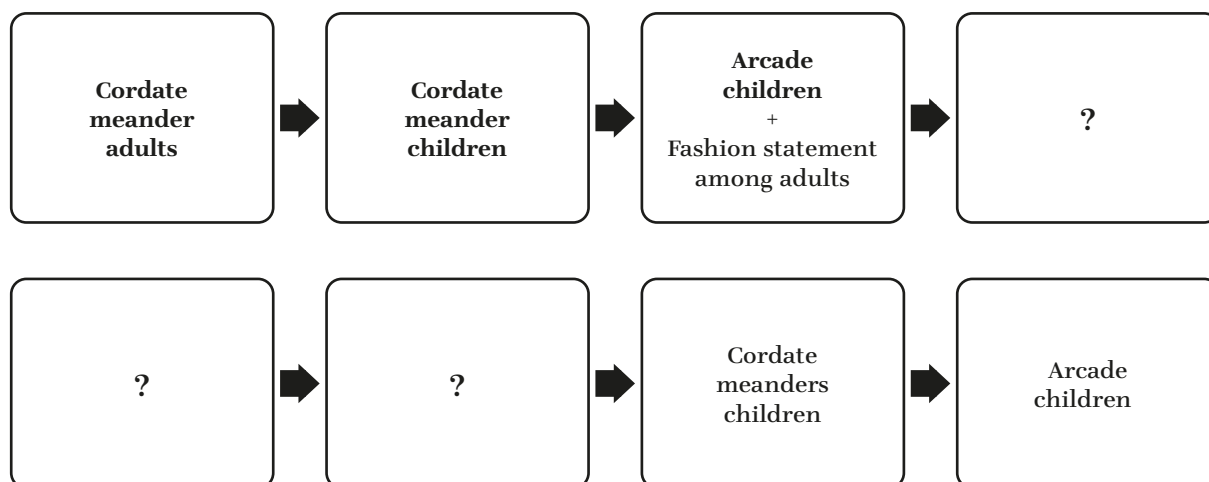 Cordate
meander
adults
Cordate
meander
children
Arcade
children
+
Fashion statement
among adults
?
?
?
Cordate
meanders
children
Arcade
children